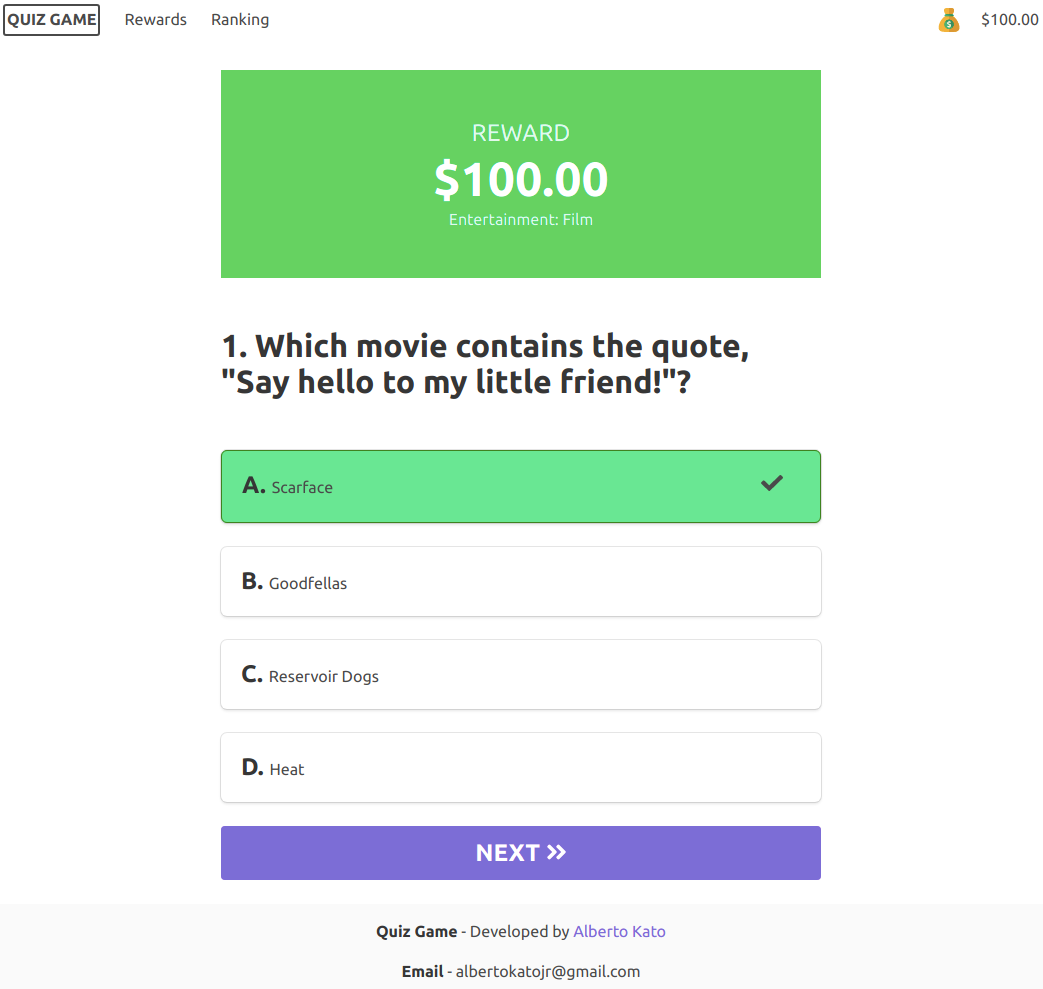 QUIZ GAME Rewards Ranking $100.00
REWARD
$100.00
Entertainment: Film
1. Which movie contains the quote,
"Say hello to my little friend!"?
A. Scarface
B. Goodfellas
C. Reservoir Dogs
D. Heat
NEXT
Quiz Game - Developed by Alberto Kato
Email - albertokatojr@gmail.com